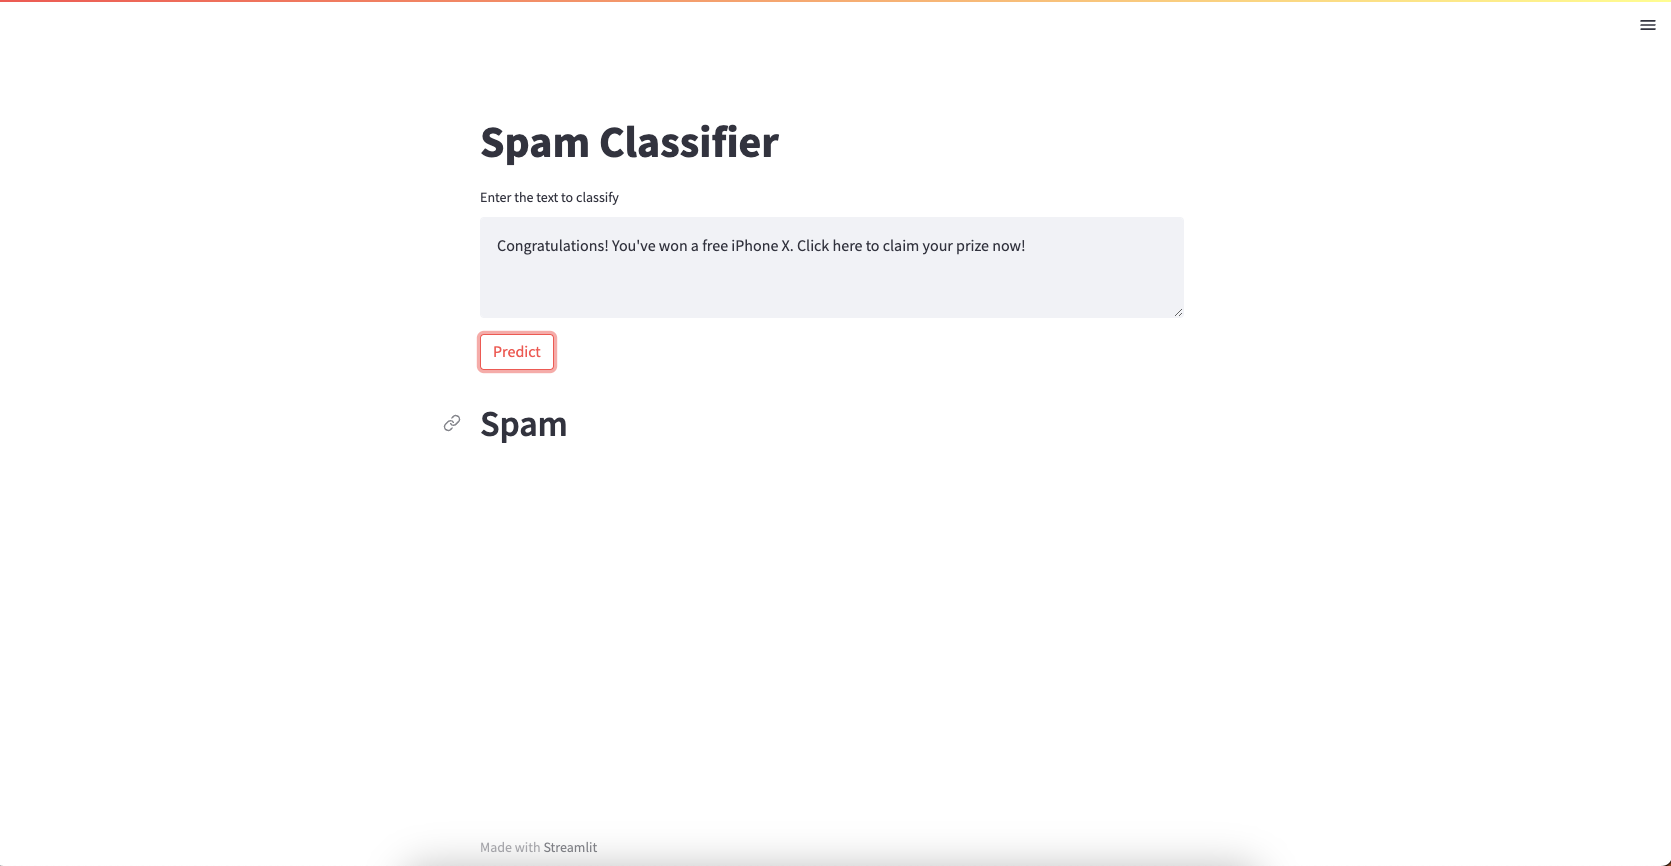 Spam Classifier
Enter the text to classify
Congratulations! You've won a free iPhone X. Click here to claim your prize now!
Predict
Spam
Made with Streamlit